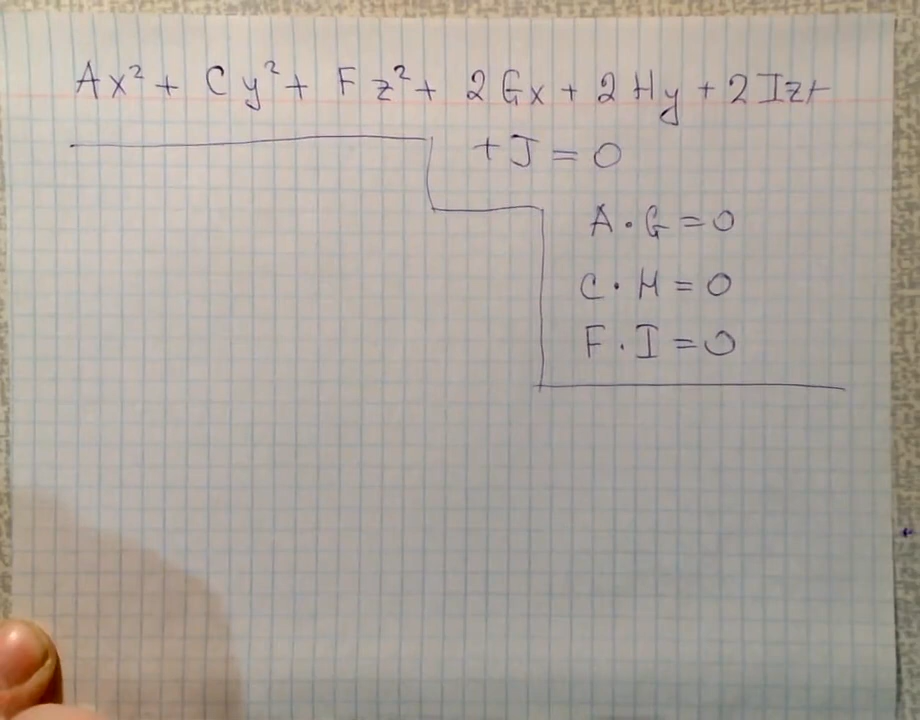 Ax² + Cy² + Fz² + 2Gx + 2Hy + 2Iz +
+ J = 0
A · G = 0
C · H = 0
F · I = 0